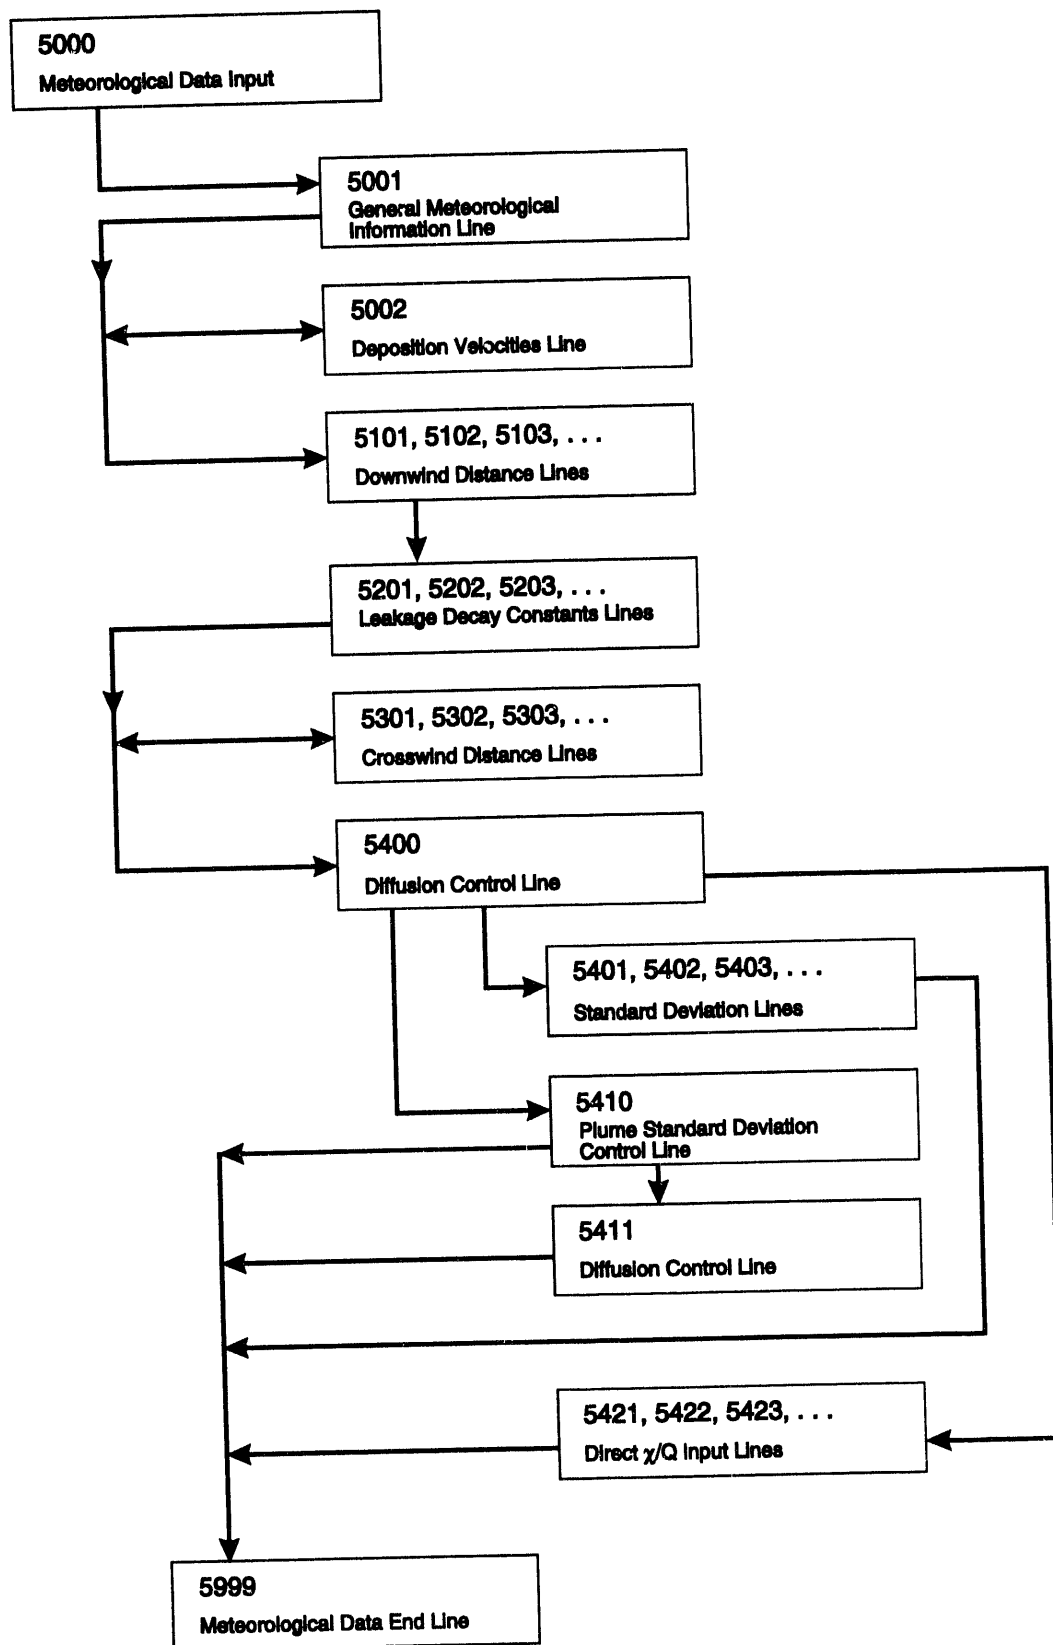 5000
Meteorological Data Input
5001
General Meteorological
Information Line
5002
Deposition Velocities Line
5101, 5102, 5103, . . .
Downwind Distance Lines
5201, 5202, 5203, . . .
Leakage Decay Constants Lines
5301, 5302, 5303, . . .
Crosswind Distance Lines
5400
Diffusion Control Line
5401, 5402, 5403, . . .
Standard Deviation Lines
5410
Plume Standard Deviation
Control Line
5411
Diffusion Control Line
5421, 5422, 5423, . . .
Direct χ/Q Input Lines
5999
Meteorological Data End Line